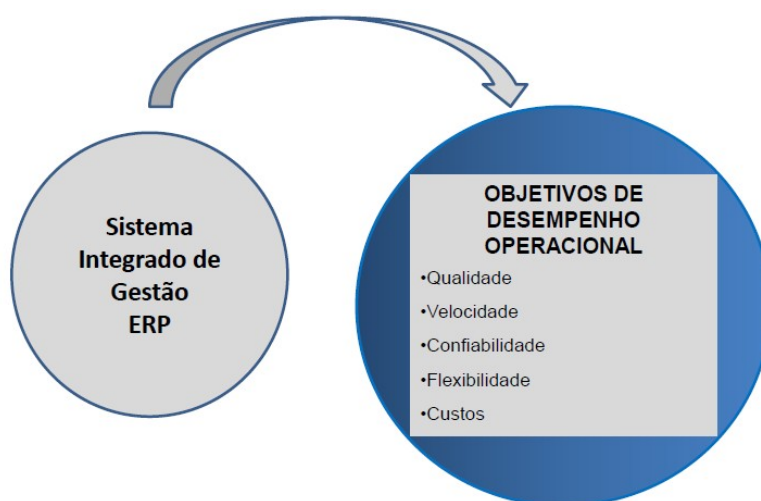 Sistema
Integrado de
Gestão
ERP
OBJETIVOS DE
DESEMPENHO
OPERACIONAL
•Qualidade
•Velocidade
•Confiabilidade
•Flexibilidade
•Custos